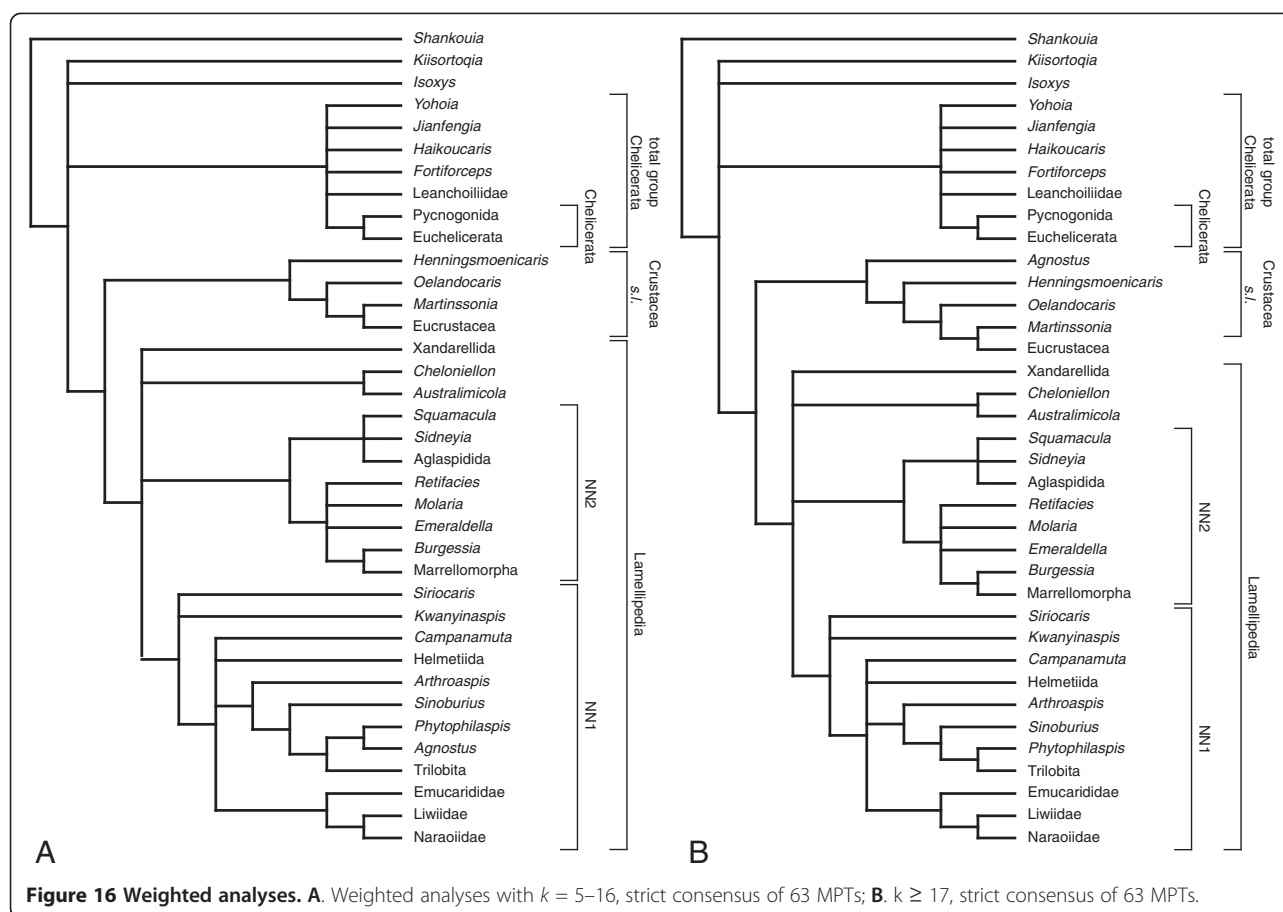 Shankouia
Kiisortoqia
Isoxys
Yohoia
Jianfengia
Haikoucaris
Fortiforceps
Leanchoiliidae
Pycnogonida
Euchelicerata
Henningsmoenicaris
Oelandocaris
Martinssonia
Eucrustacea
Xandarellida
Cheloniellon
Australimicola
Squamacula
Sidneyia
Aglaspidida
Retifacies
Molaria
Emeraldella
Burgessia
Marrellomorpha
Siriocaris
Kwanyinaspis
Campanamuta
Helmetiida
Arthroaspis
Sinoburius
Phytophilaspis
Agnostus
Trilobita
Emucarididae
Liwiidae
Naraoiidae
Chelicerata
NN2
NN1
total group
Chelicerata
Crustacea
s.l.
Lamellipedia
A
Shankouia
Kiisortoqia
Isoxys
Yohoia
Jianfengia
Haikoucaris
Fortiforceps
Leanchoiliidae
Pycnogonida
Euchelicerata
Agnostus
Henningsmoenicaris
Oelandocaris
Martinssonia
Eucrustacea
Xandarellida
Cheloniellon
Australimicola
Squamacula
Sidneyia
Aglaspidida
Retifacies
Molaria
Emeraldella
Burgessia
Marrellomorpha
Siriocaris
Kwanyinaspis
Campanamuta
Helmetiida
Arthroaspis
Sinoburius
Phytophilaspis
Trilobita
Emucarididae
Liwiidae
Naraoiidae
Chelicerata
NN2
NN1
total group
Chelicerata
Crustacea
s.l.
Lamellipedia
B
Figure 16 Weighted analyses. A. Weighted analyses with k = 5–16, strict consensus of 63 MPTs; B. k ≥ 17, strict consensus of 63 MPTs.